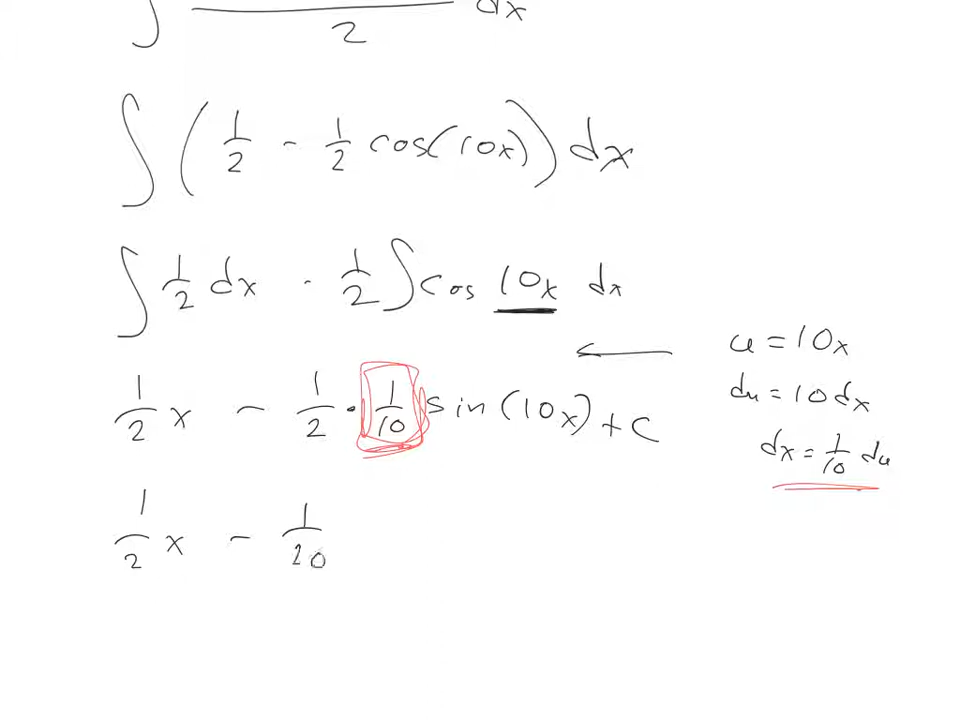 ∫ ――― dx
2
∫ ( 1/2 - 1/2 cos(10x) ) dx
∫ 1/2 dx - 1/2 ∫ cos 10x dx
u = 10x
du = 10 dx
dx = 1/10 du
1/2 x - 1/2 · 1/10 sin(10x) + C
1/2 x - 1/20